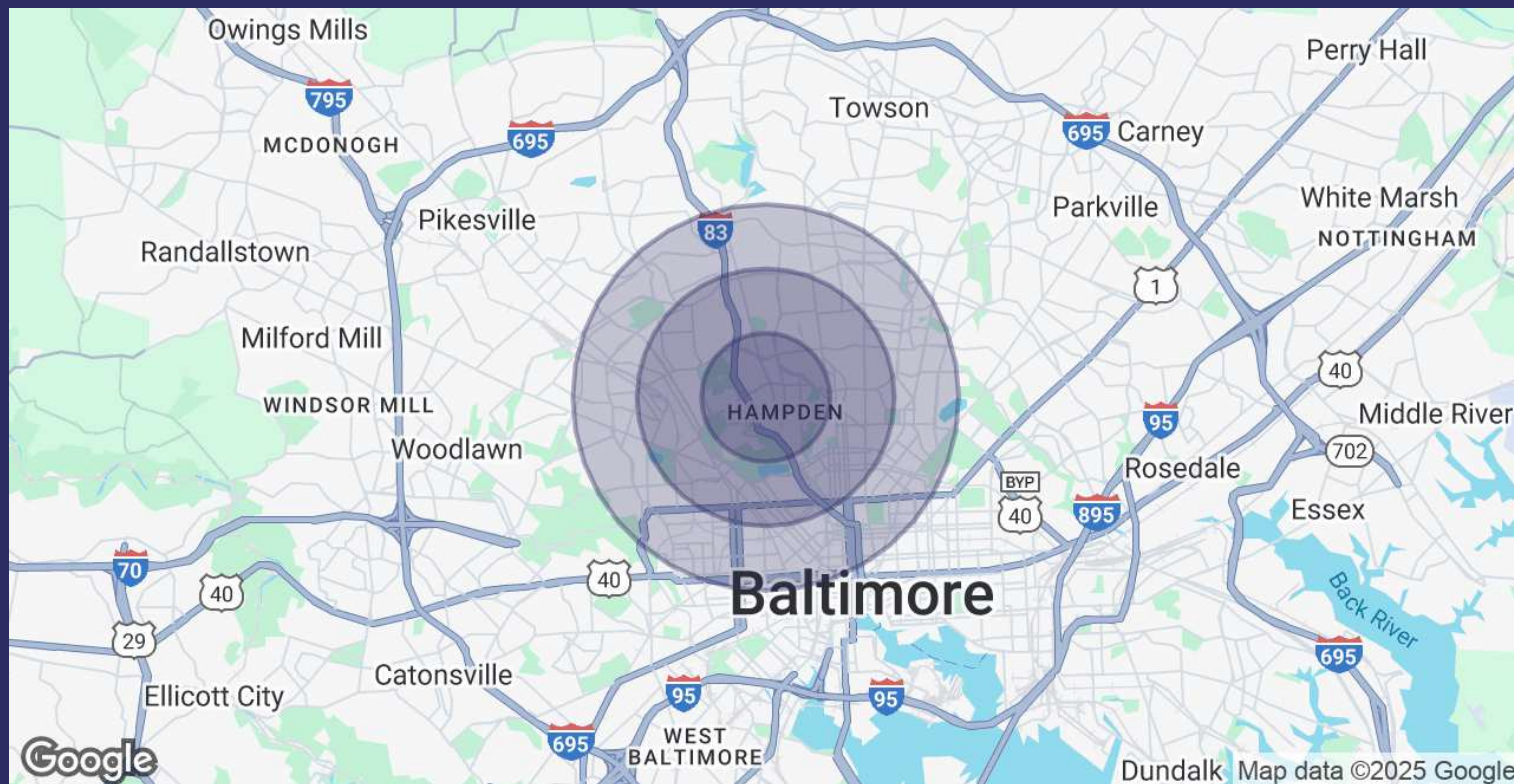 Owings Mills
Perry Hall
795
Towson
695
Carney
695
MCDONOGH
Pikesville
Parkville
White Marsh
83
NOTTINGHAM
Randallstown
1
Milford Mill
40
HAMPDEN
WINDSOR MILL
95
Middle River
Woodlawn
702
Rosedale
BYP
40
895
Essex
70
40
40
Baltimore
Back River
29
695
Catonsville
Ellicott City
95
95
695
WEST
BALTIMORE
Google
Dundalk
Map data ©2025 Google